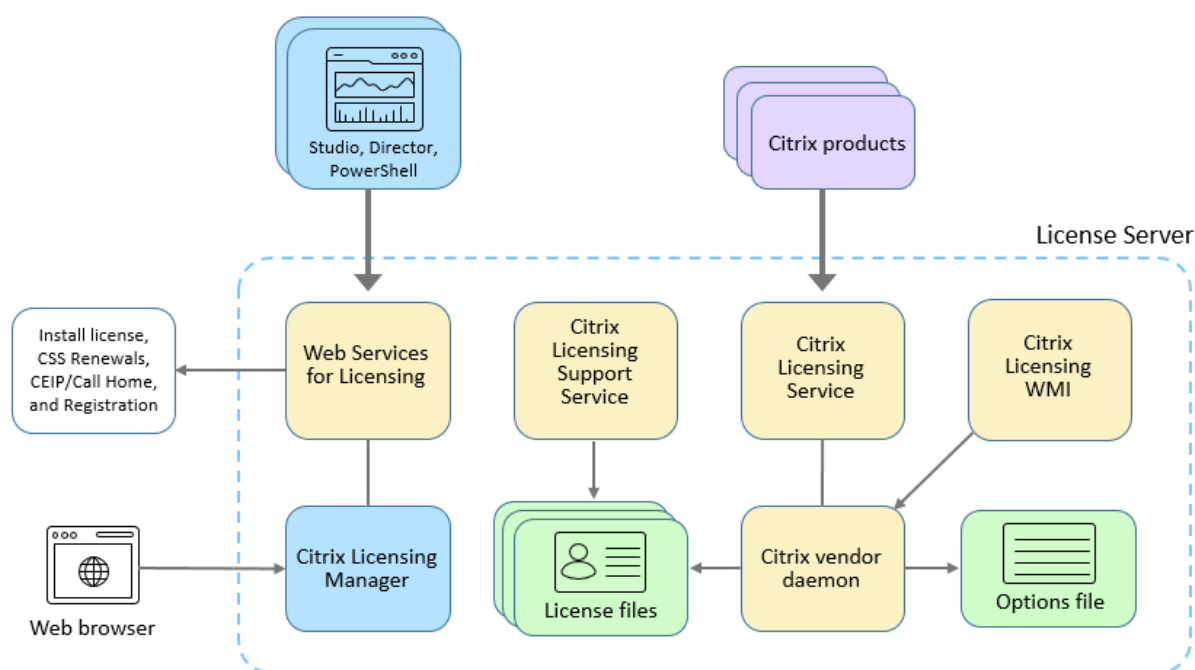 Studio, Director,
PowerShell
Citrix products
License Server
Install license,
CSS Renewals,
CEIP/Call Home,
and Registration
Web Services
for Licensing
Citrix
Licensing
Support
Service
Citrix
Licensing
Service
Citrix
Licensing
WMI
Web browser
Citrix Licensing
Manager
License files
Citrix vendor
daemon
Options file